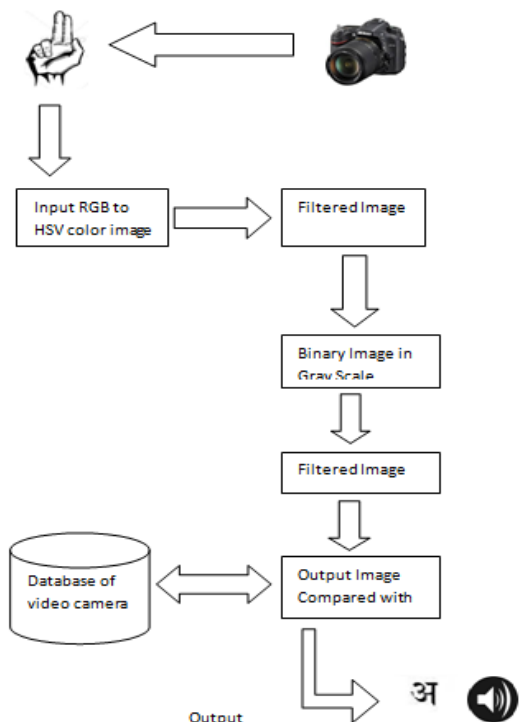 Input RGB to
HSV color image
Filtered Image
Binary Image in
Gray Scale
Filtered Image
Database of
video camera
Output Image
Compared with
अ
Output